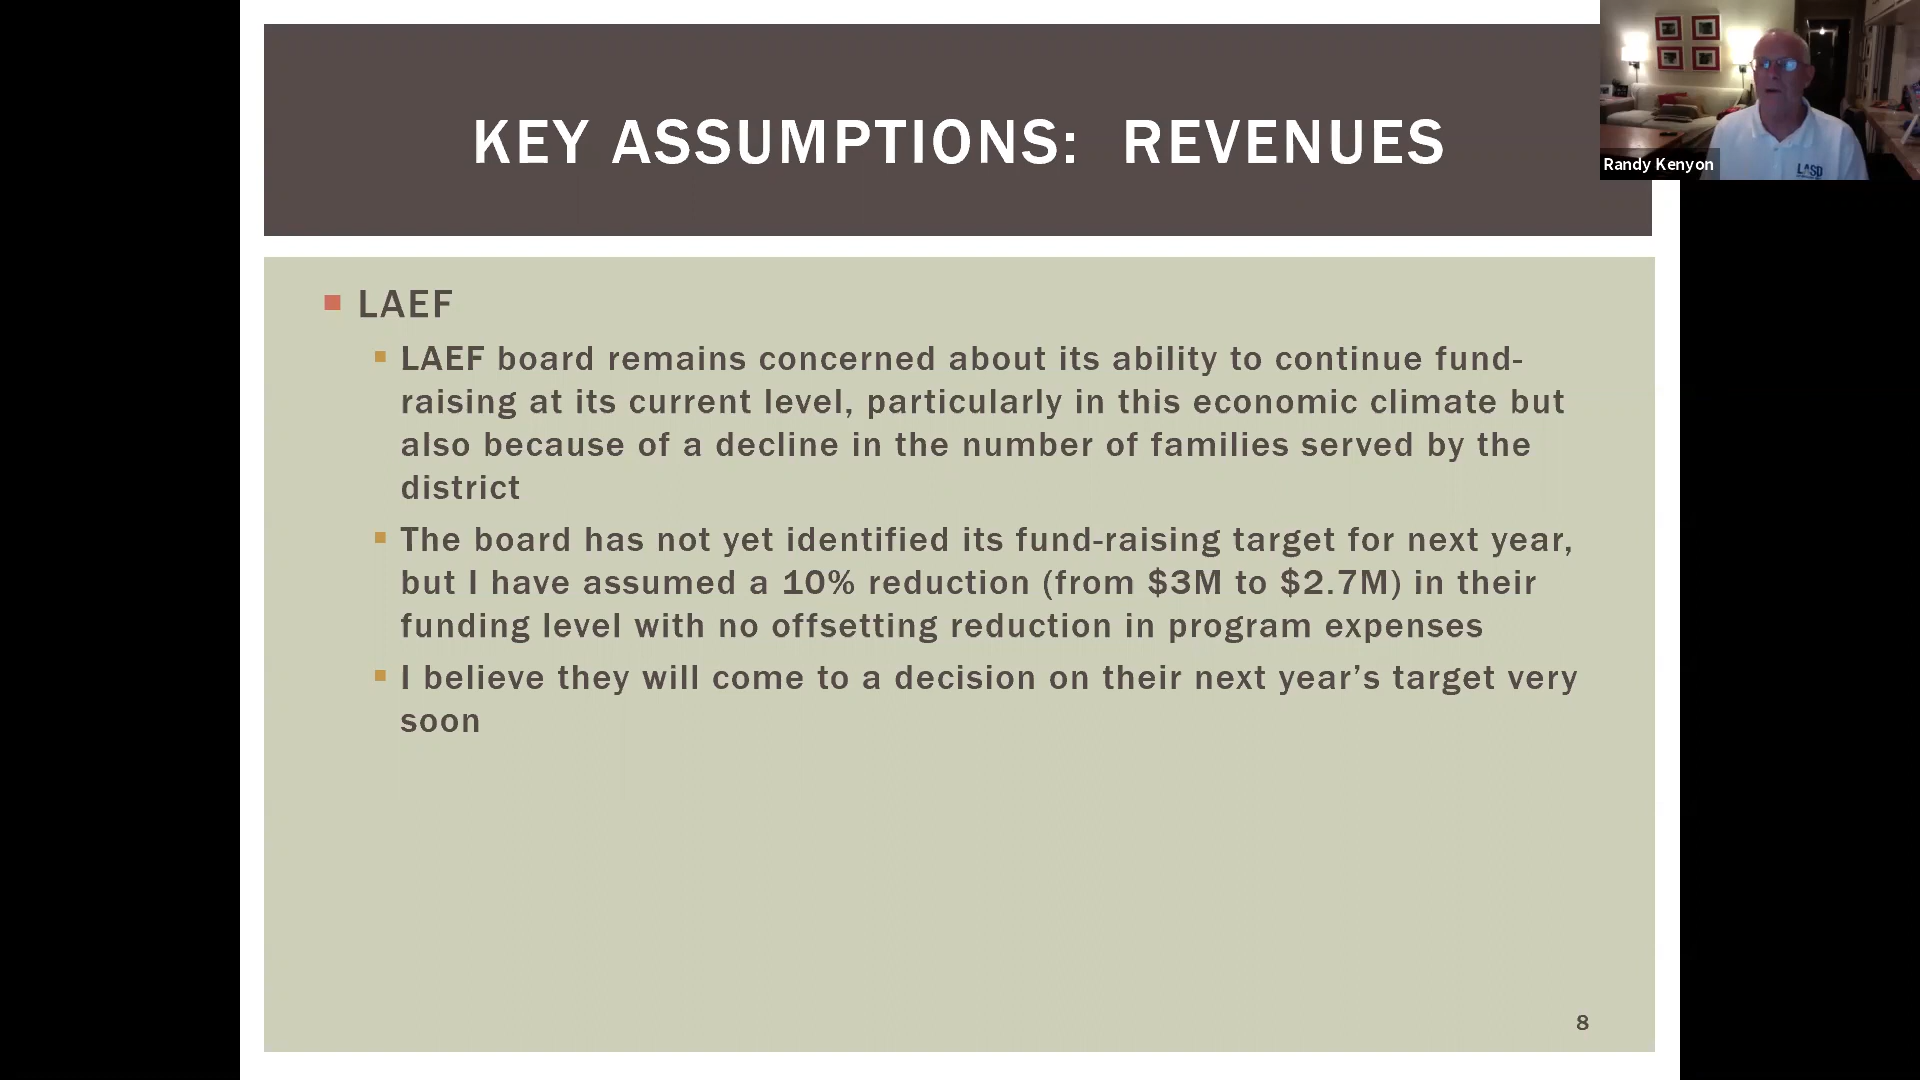 KEY ASSUMPTIONS: REVENUES
Randy Kenyon
LASD
LAEF
LAEF board remains concerned about its ability to continue fund-
raising at its current level, particularly in this economic climate but
also because of a decline in the number of families served by the
district
The board has not yet identified its fund-raising target for next year,
but I have assumed a 10% reduction (from $3M to $2.7M) in their
funding level with no offsetting reduction in program expenses
I believe they will come to a decision on their next year’s target very
soon
8